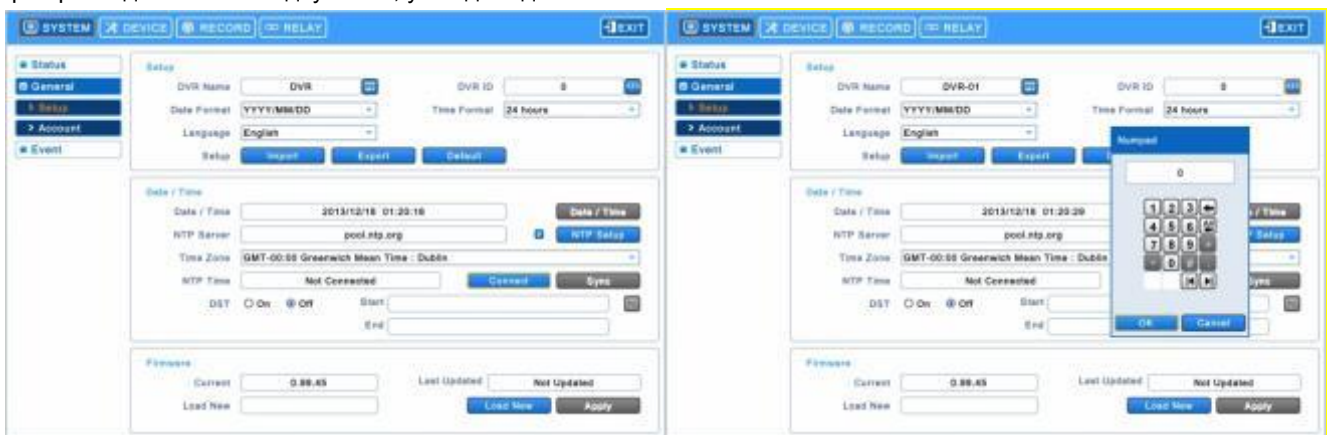 SYSTEM DEVICE RECORD RELAY EXIT
Status
General
> Setup
> Account
Event
Setup
DVR Name DVR DVR ID 0
Date Format YYYY/MM/DD Time Format 24 hours
Language English
Setup Import Export Default
Date / Time
Date / Time 2013/12/18 01:20:18 Date / Time
NTP Server pool.ntp.org NTP Setup
Time Zone GMT-00:00 Greenwich Mean Time : Dublin
NTP Time Not Connected Connect Sync
DST On Off Start
End
Firmware
Current 0.88.45 Last Updated Not Updated
Load New Load New Apply
SYSTEM DEVICE RECORD RELAY EXIT
Status
General
> Setup
> Account
Event
Setup
DVR Name DVR-01 DVR ID 0
Date Format YYYY/MM/DD Time Format 24 hours
Language English
Setup Import Export
Numpad
0
1 2 3
4 5 6
7 8 9
0
OK Cancel
Date / Time
Date / Time 2013/12/18 01:20:29 / Time
NTP Server pool.ntp.org Setup
Time Zone GMT-00:00 Greenwich Mean Time : Dublin
NTP Time Not Connected Sync
DST On Off Start
End
Firmware
Current 0.88.45 Last Updated Not Updated
Load New Load New Apply